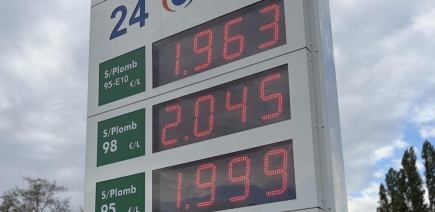 24
S/Plomb
95-E10 €/L
1.963
S/Plomb
98 €/L
2.045
S/Plomb
95 €/L
1.999